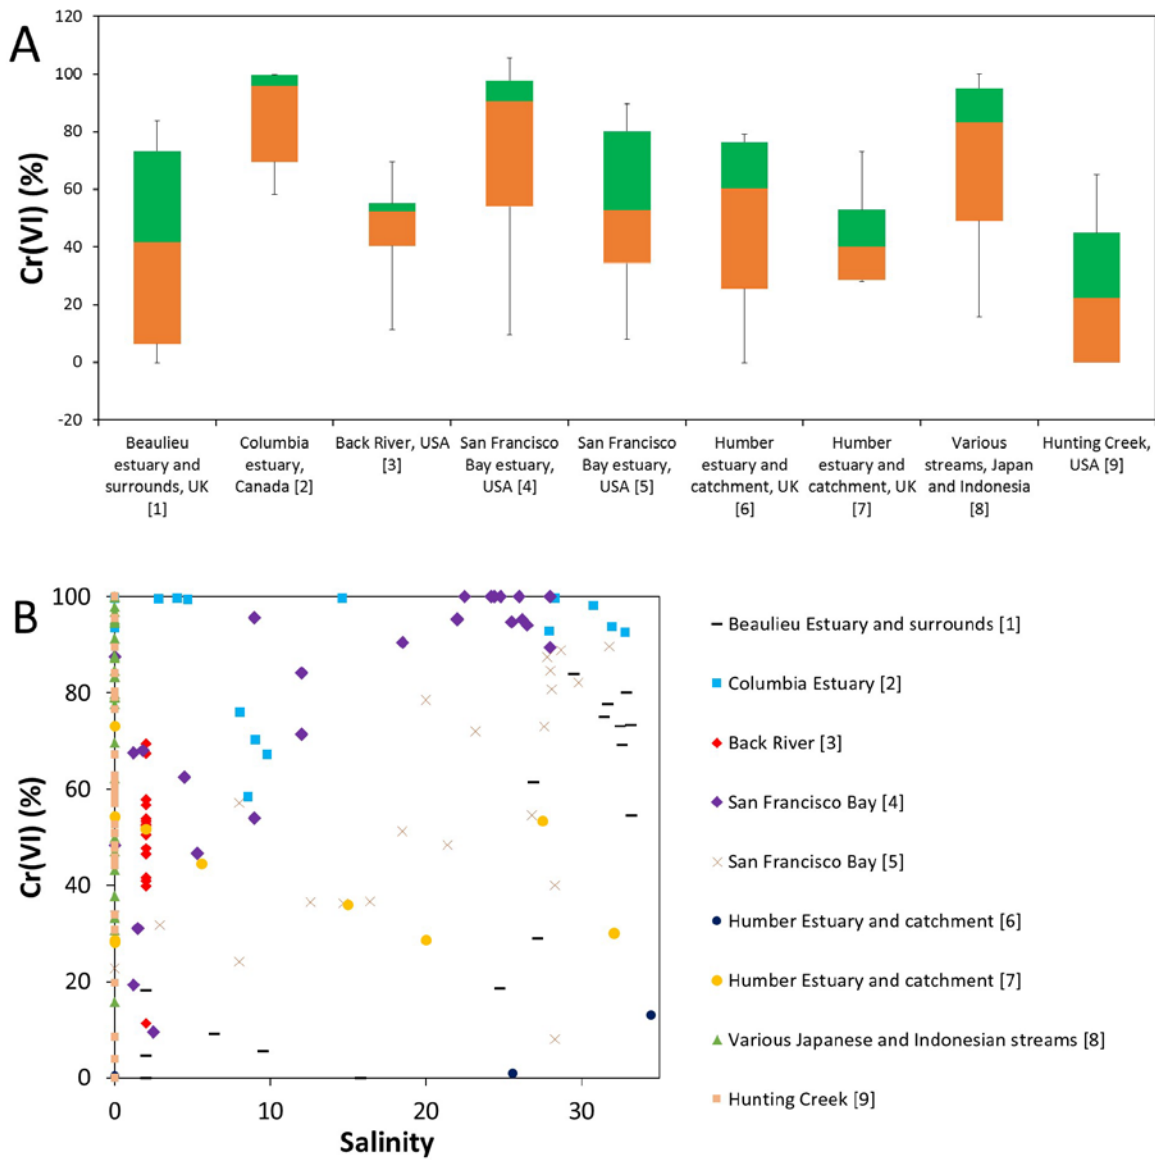 A
Cr(VI) (%)
120
100
80
60
40
20
0
-20
Beaulieu
estuary and
surrounds, UK
[1]
Columbia
estuary,
Canada [2]
Back River, USA
[3]
San Francisco
Bay estuary,
USA [4]
San Francisco
Bay estuary,
USA [5]
Humber
estuary and
catchment, UK
[6]
Humber
estuary and
catchment, UK
[7]
Various
streams, Japan
and Indonesia
[8]
Hunting Creek,
USA [9]
B
Cr(VI) (%)
100
80
60
40
20
0
0 10 20 30
Salinity
Beaulieu Estuary and surrounds [1]
Columbia Estuary [2]
Back River [3]
San Francisco Bay [4]
San Francisco Bay [5]
Humber Estuary and catchment [6]
Humber Estuary and catchment [7]
Various Japanese and Indonesian streams [8]
Hunting Creek [9]